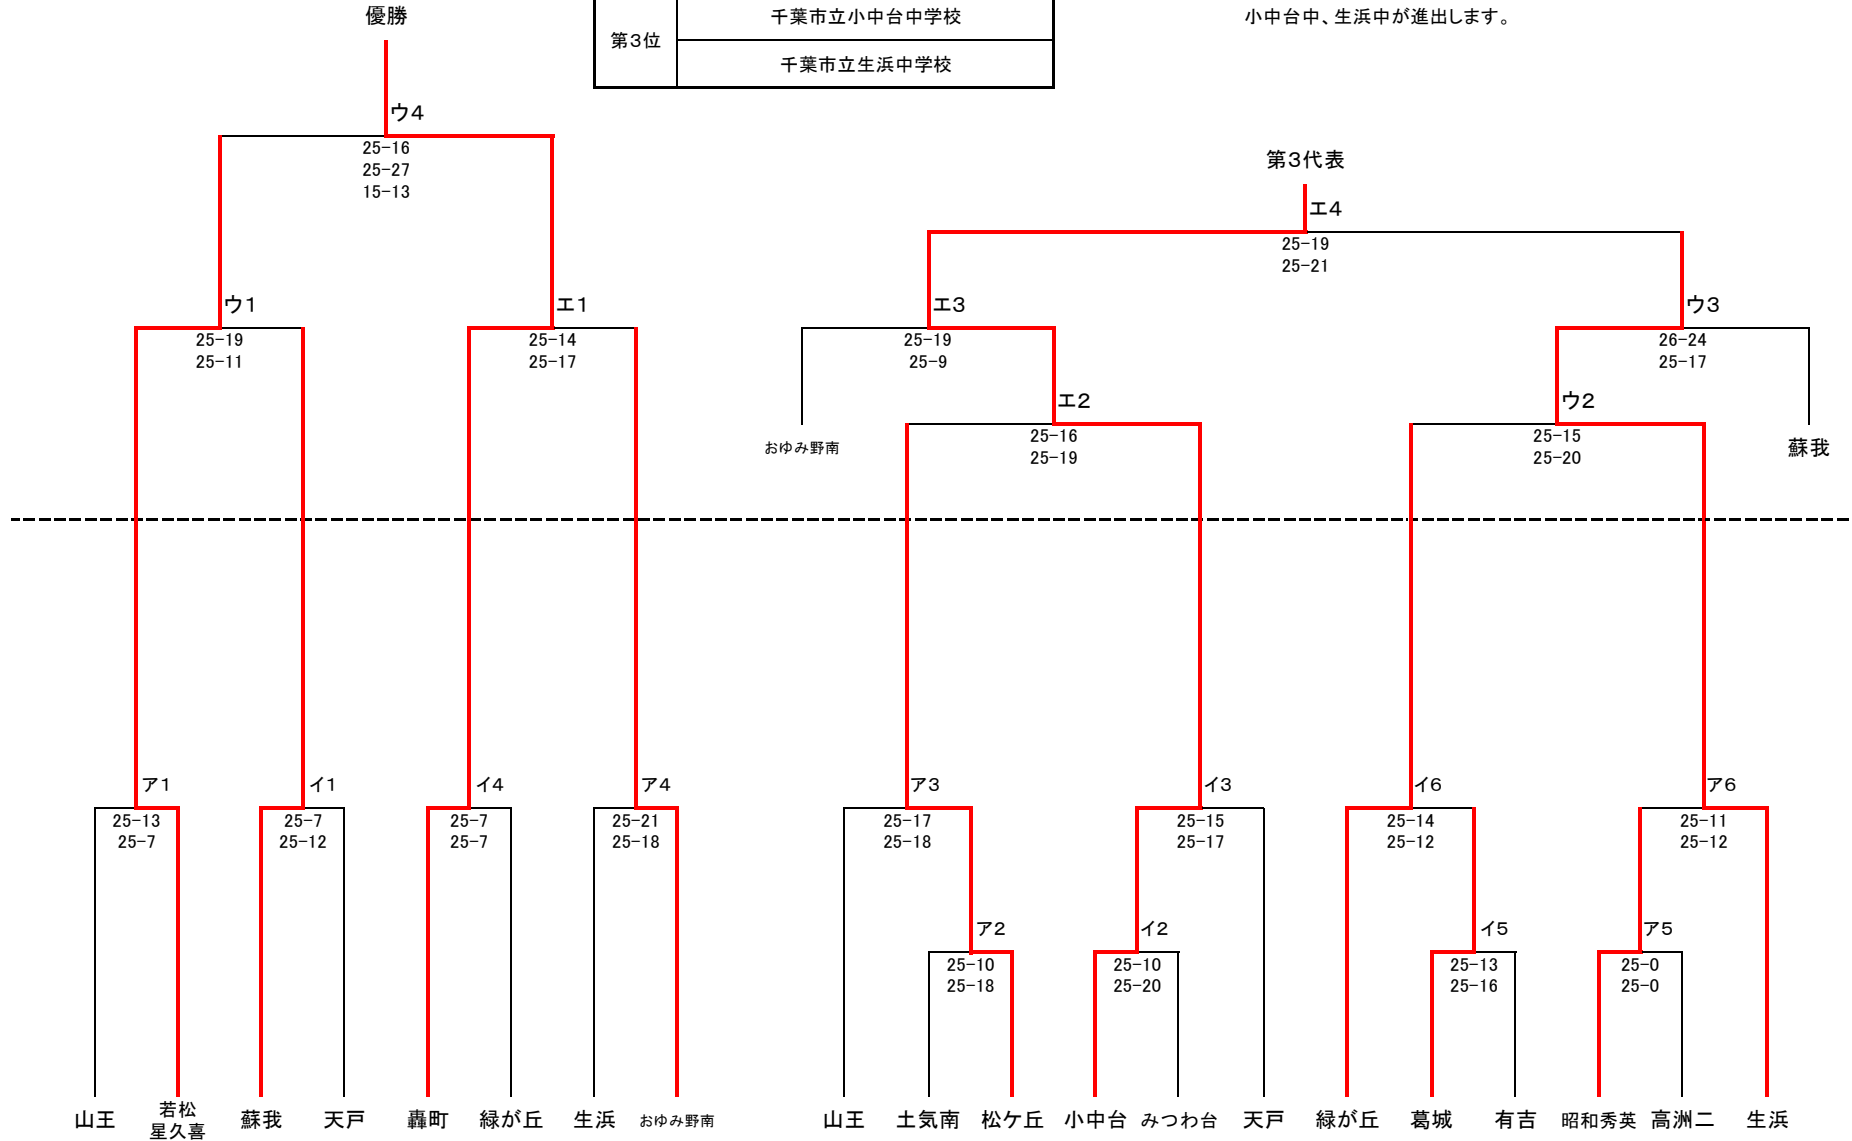 優勝
千葉市立小中台中学校
第3位
千葉市立生浜中学校
小中台中、生浜中が進出します。
ウ4
25-16
25-27
15-13
第3代表
エ4
25-19
25-21
ウ1
25-19
25-11
エ1
25-14
25-17
エ3
25-19
25-9
ウ3
26-24
25-17
エ2
25-16
25-19
ウ2
25-15
25-20
おゆみ野南
蘇我
ア1
25-13
25-7
イ1
25-7
25-12
イ4
25-7
25-7
ア4
25-21
25-18
ア3
25-17
25-18
イ3
25-15
25-17
イ6
25-14
25-12
ア6
25-11
25-12
ア2
25-10
25-18
イ2
25-10
25-20
イ5
25-13
25-16
ア5
25-0
25-0
山王
若松
星久喜
蘇我
天戸
轟町
緑が丘
生浜
おゆみ野南
山王
土気南
松ケ丘
小中台
みつわ台
天戸
緑が丘
葛城
有吉
昭和秀英
高洲二
生浜